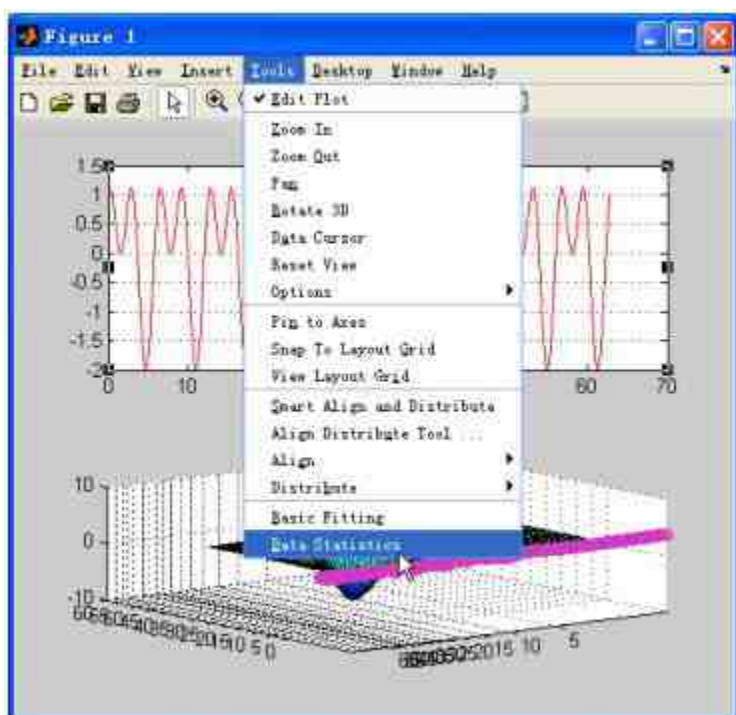 Figure 1
File Edit View Insert Tools Desktop Window Help
Edit Plot
Zoom In
Zoom Out
Pan
Rotate 3D
Data Cursor
Reset View
Options
Pin to Axes
Snap To Layout Grid
View Layout Grid
Smart Align and Distribute
Align Distribute Tool ...
Align
Distribute
Basic Fitting
Data Statistics
1.5
1
0.5
0
-0.5
-1
-1.5
-2
0 10 60 70
10
0
-10
5 0
2015 10 5